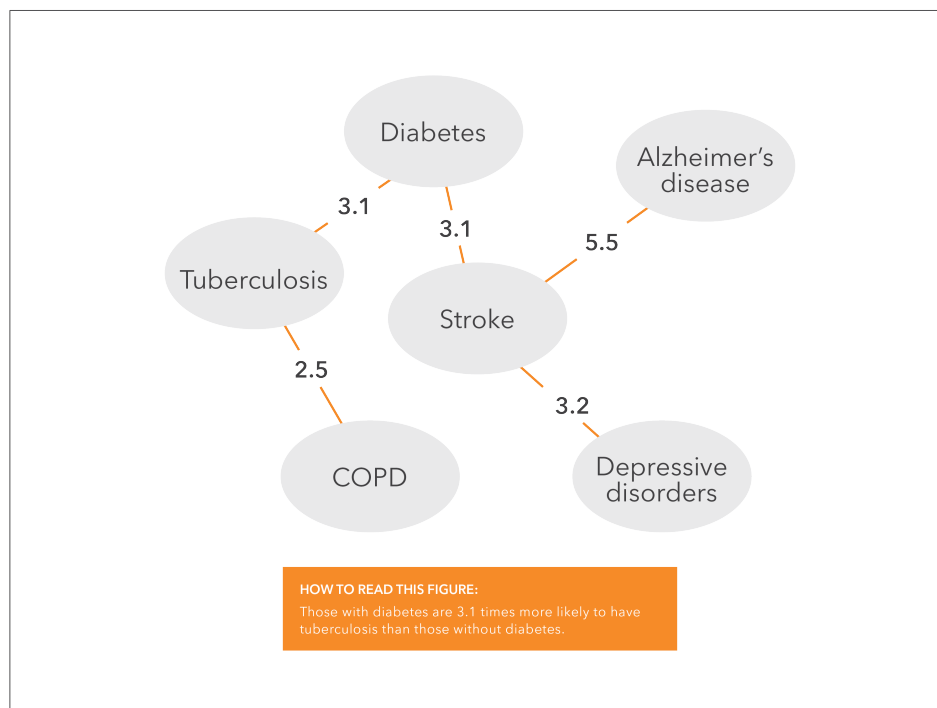 Diabetes
Alzheimer's
disease
3.1
3.1
5.5
Tuberculosis
Stroke
2.5
3.2
COPD
Depressive
disorders
HOW TO READ THIS FIGURE:
Those with diabetes are 3.1 times more likely to have
tuberculosis than those without diabetes.